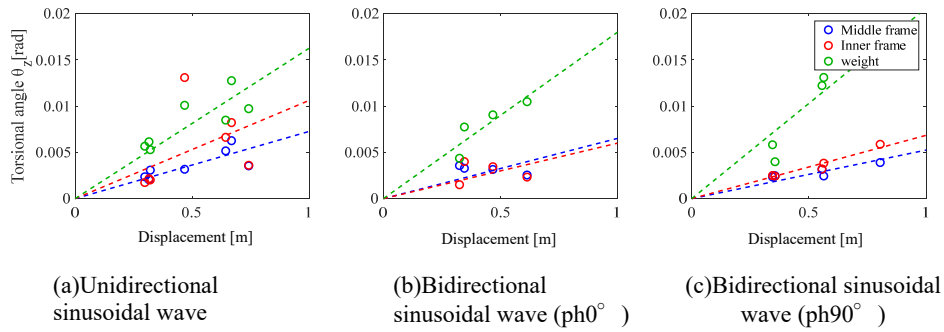 Torsional angle θz[rad]
0.02
0.015
0.01
0.005
0
0
0.5
1
Displacement [m]
0.02
0.015
0.01
0.005
0
0
0.5
1
Displacement [m]
0.02
0.015
0.01
0.005
0
0
0.5
1
Displacement [m]
Middle frame
Inner frame
weight
(a)Unidirectional
sinusoidal wave
(b)Bidirectional
sinusoidal wave (ph0° )
(c)Bidirectional sinusoidal
wave (ph90° )